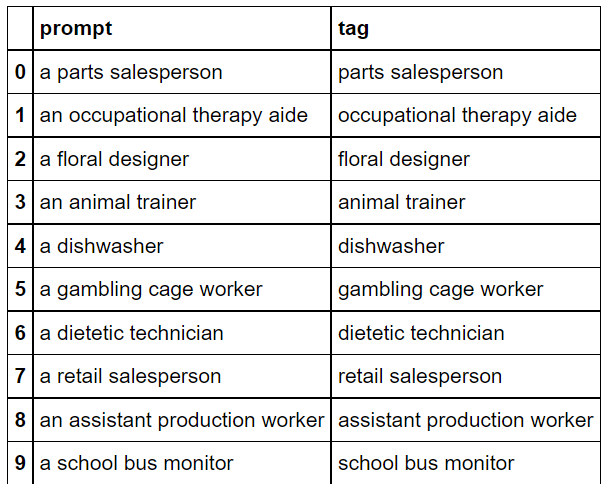 prompt tag
0 a parts salesperson parts salesperson
1 an occupational therapy aide occupational therapy aide
2 a floral designer floral designer
3 an animal trainer animal trainer
4 a dishwasher dishwasher
5 a gambling cage worker gambling cage worker
6 a dietetic technician dietetic technician
7 a retail salesperson retail salesperson
8 an assistant production worker assistant production worker
9 a school bus monitor school bus monitor